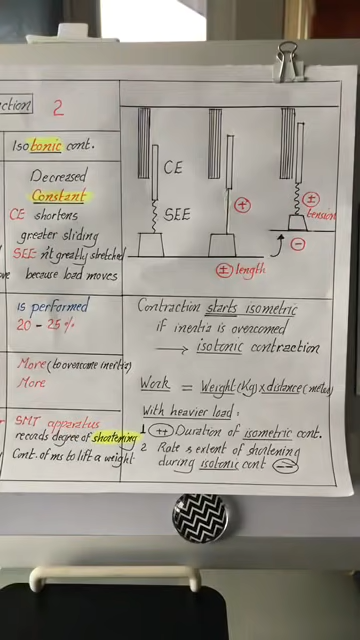 ction 2
Isotonic cont.
Decreased
Constant
CE shortens
greater sliding
SEE n't greatly stretched
because load moves
is performed
20 - 25 %
More (to overcome inertia)
More
SMT apparatus
records degree of shortening
Cont. of ms to lift a weight
CE
SEE
+
± length
± tension
−
Contraction starts isometric
if inertia is overcomed
→ isotonic contraction
Work = Weight (Kg) x distance (meter)
With heavier load:
1 (++) Duration of isometric cont.
2 Rate & extent of shortening
during isotonic cont (−−)